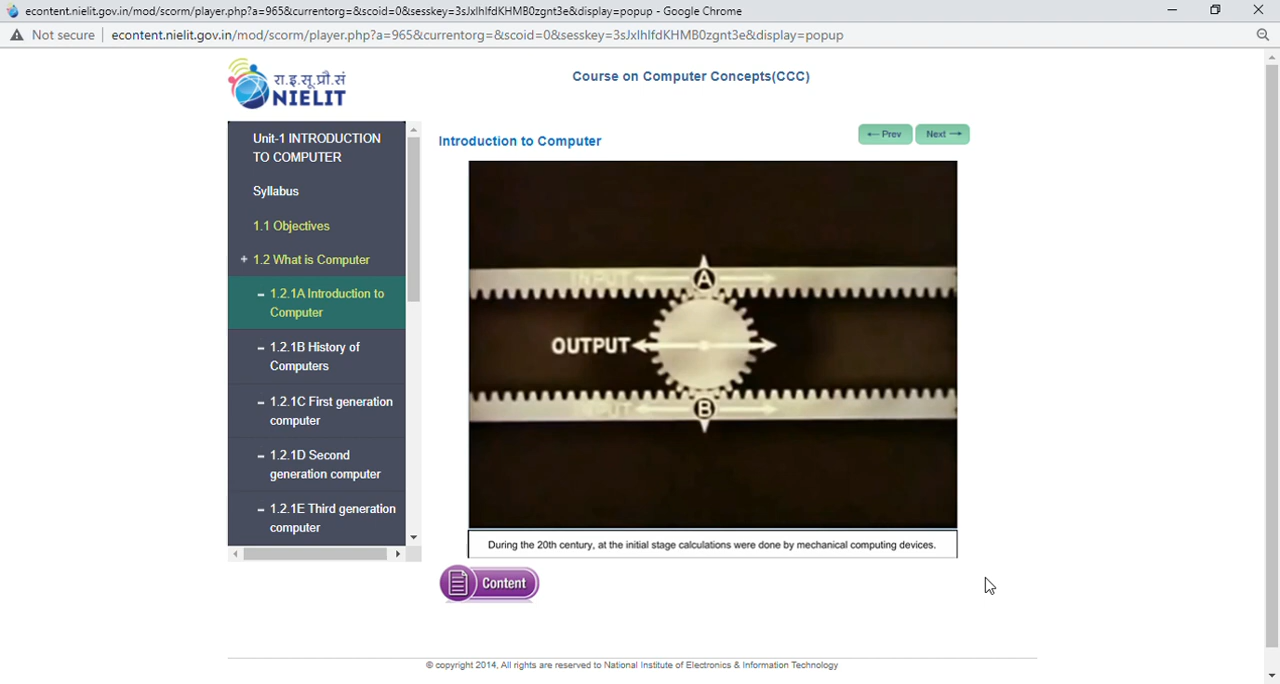 econtent.nielit.gov.in/mod/scorm/player.php?a=965&currentorg=&scoid=0&sesskey=3sJxlhlfdKHMB0zgnt3e&display=popup - Google Chrome
Not secure econtent.nielit.gov.in/mod/scorm/player.php?a=965&currentorg=&scoid=0&sesskey=3sJxlhlfdKHMB0zgnt3e&display=popup
रा.इ.सू.प्रौ.सं
NIELIT
Course on Computer Concepts(CCC)
Unit-1 INTRODUCTION
TO COMPUTER
Syllabus
1.1 Objectives
+ 1.2 What is Computer
– 1.2.1A Introduction to
Computer
– 1.2.1B History of
Computers
– 1.2.1C First generation
computer
– 1.2.1D Second
generation computer
– 1.2.1E Third generation
computer
Introduction to Computer
←Prev
Next →
INPUT
A
OUTPUT
INPUT
B
During the 20th century, at the initial stage calculations were done by mechanical computing devices.
Content
© copyright 2014, All rights are reserved to National Institute of Electronics & Information Technology